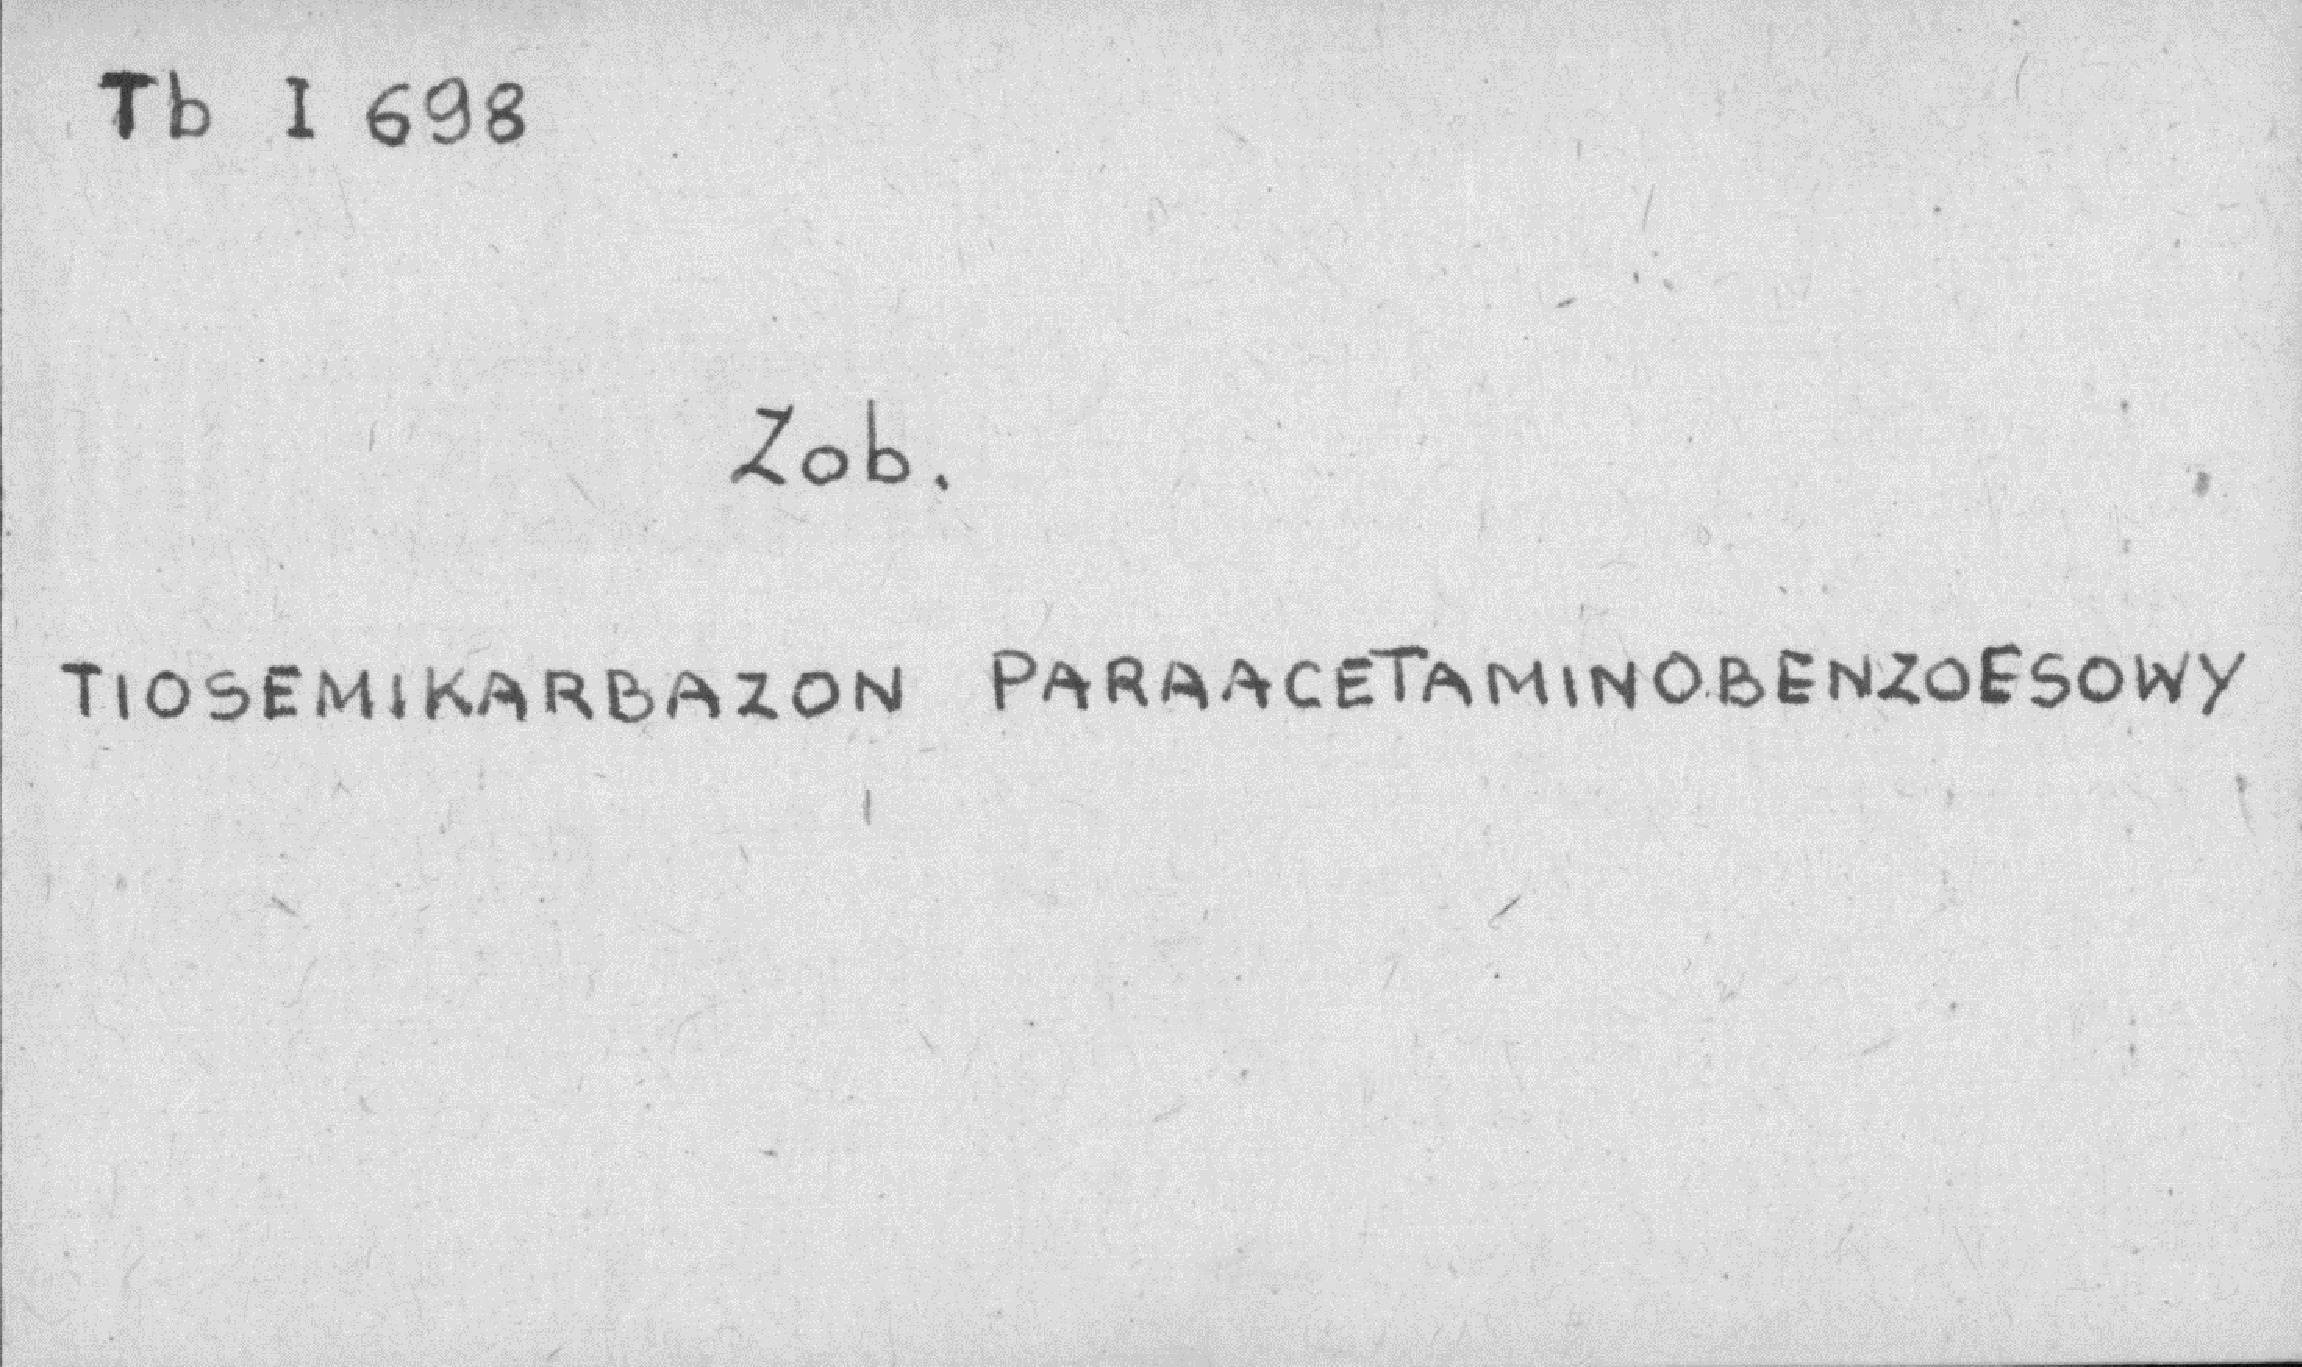 Tb I 698
Zob.
TIOSEMIKARBAZON PARAACETAMINOBENZOESOWY